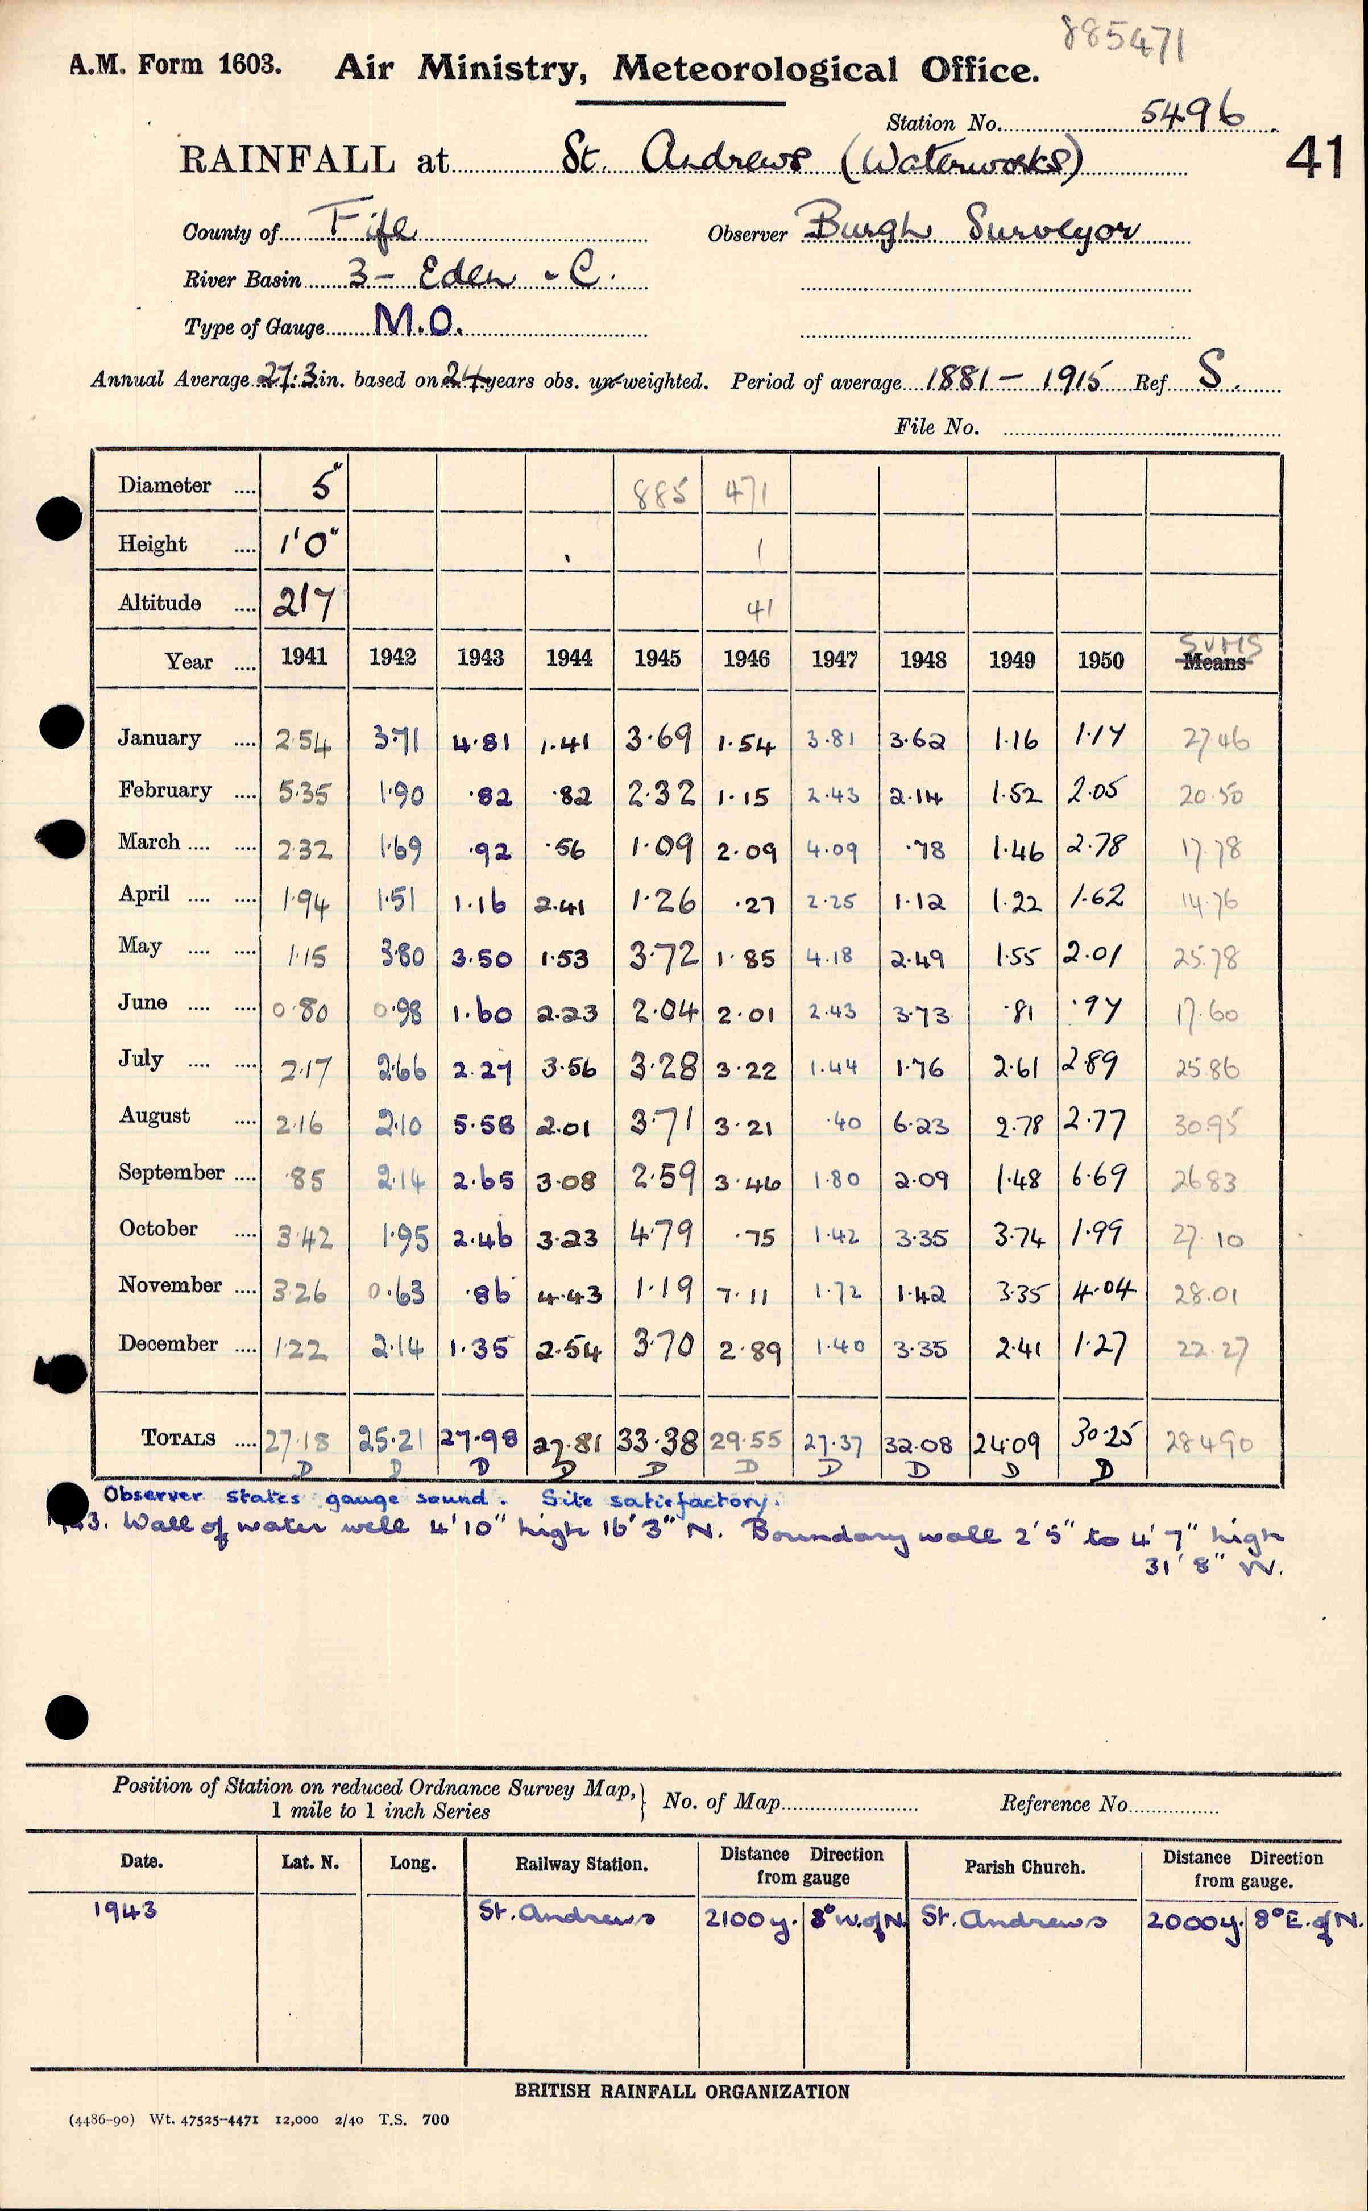 885471
A.M. Form 1603. Air Ministry, Meteorological Office.
Station No. 5496
41
RAINFALL at St. Andrews (Waterworks)
County of Fife Observer Burgh Surveyor
River Basin 3 - Eden - C.
Type of Gauge M.O.
Annual Average 27.3 in. based on 24 years obs. un-weighted. Period of average 1881 - 1915 Ref S.
File No.
Diameter .... 5" 885 471
Height .... 1'0" 1
Altitude .... 217 41
Year .... 1941 1942 1943 1944 1945 1946 1947 1948 1949 1950 Means SUMS
January .... 2.54 3.71 4.81 1.41 3.69 1.54 3.81 3.62 1.16 1.17 27.46
February .... 5.35 1.90 .82 .82 2.32 1.15 2.43 2.14 1.52 2.05 20.50
March .... .... 2.32 1.69 .92 .56 1.09 2.09 4.09 .78 1.46 2.78 17.78
April .... .... 1.94 1.51 1.16 2.41 1.26 .27 2.25 1.12 1.22 1.62 14.76
May .... .... 1.15 3.80 3.50 1.53 3.72 1.85 4.18 2.49 1.55 2.01 25.78
June .... .... 0.80 0.98 1.60 2.23 2.04 2.01 2.43 3.73 .81 .97 17.60
July .... .... 2.17 2.66 2.27 3.56 3.28 3.22 1.44 1.76 2.61 2.89 25.86
August .... 2.16 2.10 5.58 2.01 3.71 3.21 .40 6.23 2.78 2.77 30.95
September .... .85 2.14 2.65 3.08 2.59 3.46 1.80 2.09 1.48 6.69 26.83
October .... 3.42 1.95 2.46 3.23 4.79 .75 1.42 3.35 3.74 1.99 27.10
November .... 3.26 0.63 .86 4.43 1.19 7.11 1.72 1.42 3.35 4.04 28.01
December .... 1.22 2.14 1.35 2.54 3.70 2.89 1.40 3.35 2.41 1.27 22.27
TOTALS .... 27.18 25.21 27.98 27.81 33.38 29.55 27.37 32.08 24.09 30.25 284.90
D D D D D D D D D D
Observer states gauge sound. Site satisfactory.
43. Wall of water well 4'10" high 16'3" N. Boundary wall 2'5" to 4'7" high
31'8" W.
Position of Station on reduced Ordnance Survey Map, } No. of Map Reference No.
1 mile to 1 inch Series
Date. Lat. N. Long. Railway Station. Distance Direction from gauge Parish Church. Distance Direction from gauge.
1943 St. Andrews 2100y. 8° W. of N. St. Andrews 2000y. 8° E. of N.
BRITISH RAINFALL ORGANIZATION
(4486-90) Wt. 47525-4471 12,000 2/40 T.S. 700